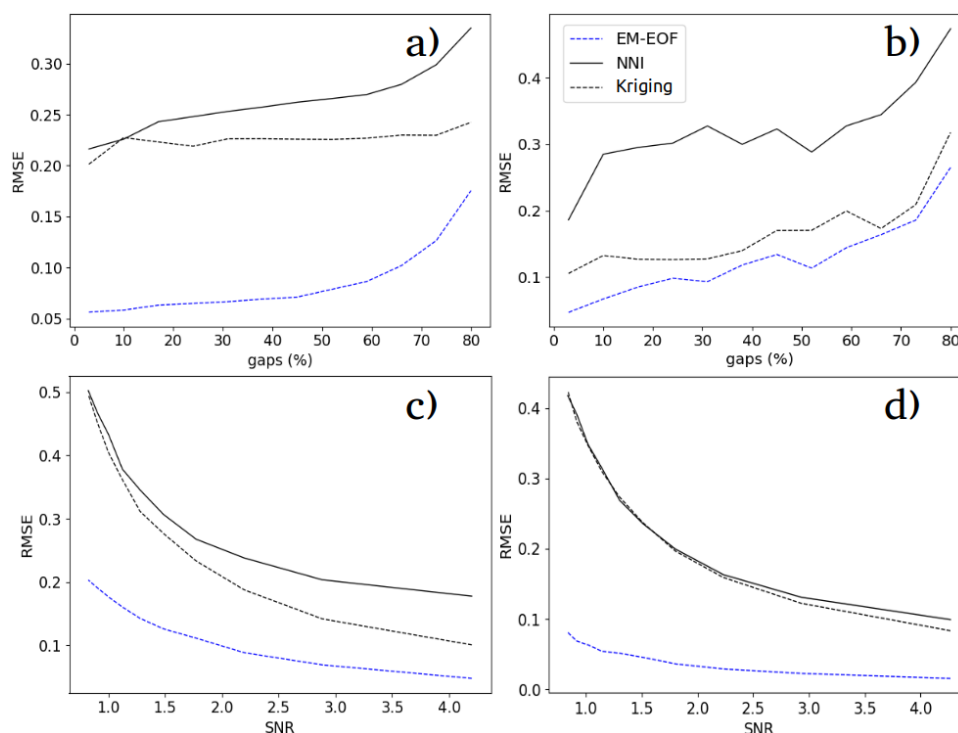 a)
0.30
0.25
0.20
0.15
0.10
0.05
RMSE
0 10 20 30 40 50 60 70 80
gaps (%)
b)
EM-EOF
NNI
Kriging
0.4
0.3
0.2
0.1
RMSE
0 10 20 30 40 50 60 70 80
gaps (%)
c)
0.5
0.4
0.3
0.2
0.1
RMSE
1.0 1.5 2.0 2.5 3.0 3.5 4.0
SNR
d)
0.4
0.3
0.2
0.1
0.0
RMSE
1.0 1.5 2.0 2.5 3.0 3.5 4.0
SNR